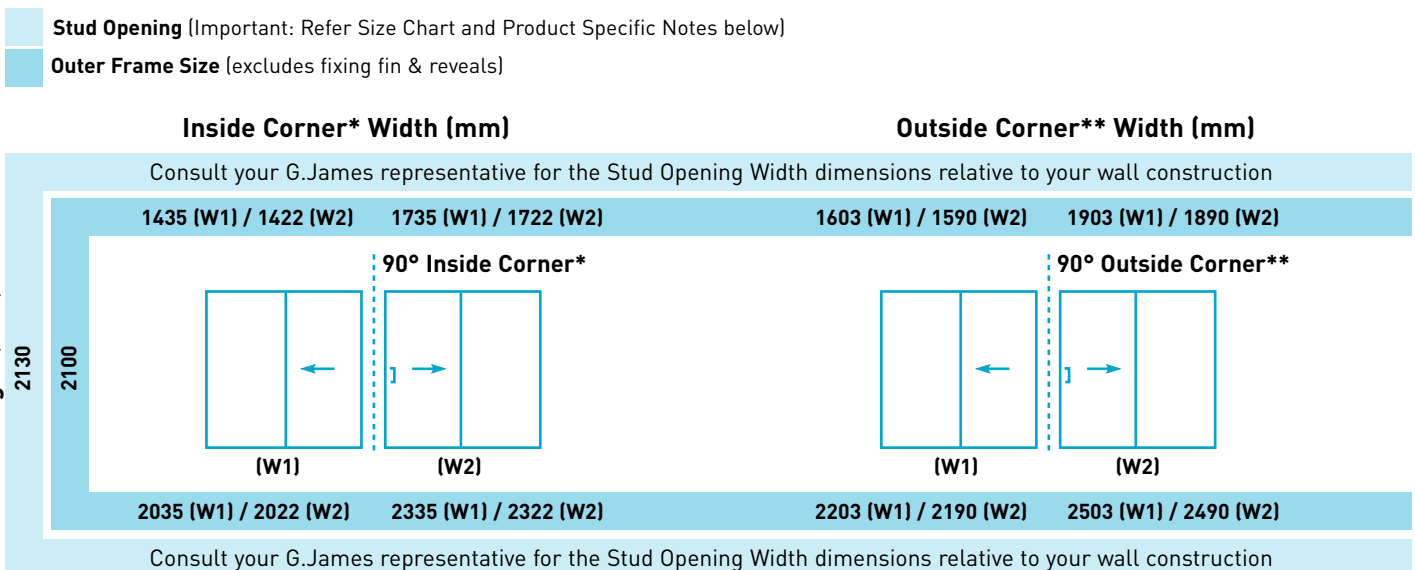 Stud Opening (Important: Refer Size Chart and Product Specific Notes below)
Outer Frame Size (excludes fixing fin & reveals)
Inside Corner* Width (mm)
Outside Corner** Width (mm)
Consult your G.James representative for the Stud Opening Width dimensions relative to your wall construction
1435 (W1) / 1422 (W2)
1735 (W1) / 1722 (W2)
1603 (W1) / 1590 (W2)
1903 (W1) / 1890 (W2)
90° Inside Corner*
90° Outside Corner**
2130
2100
(W1)
(W2)
(W1)
(W2)
2035 (W1) / 2022 (W2)
2335 (W1) / 2322 (W2)
2203 (W1) / 2190 (W2)
2503 (W1) / 2490 (W2)
Consult your G.James representative for the Stud Opening Width dimensions relative to your wall construction